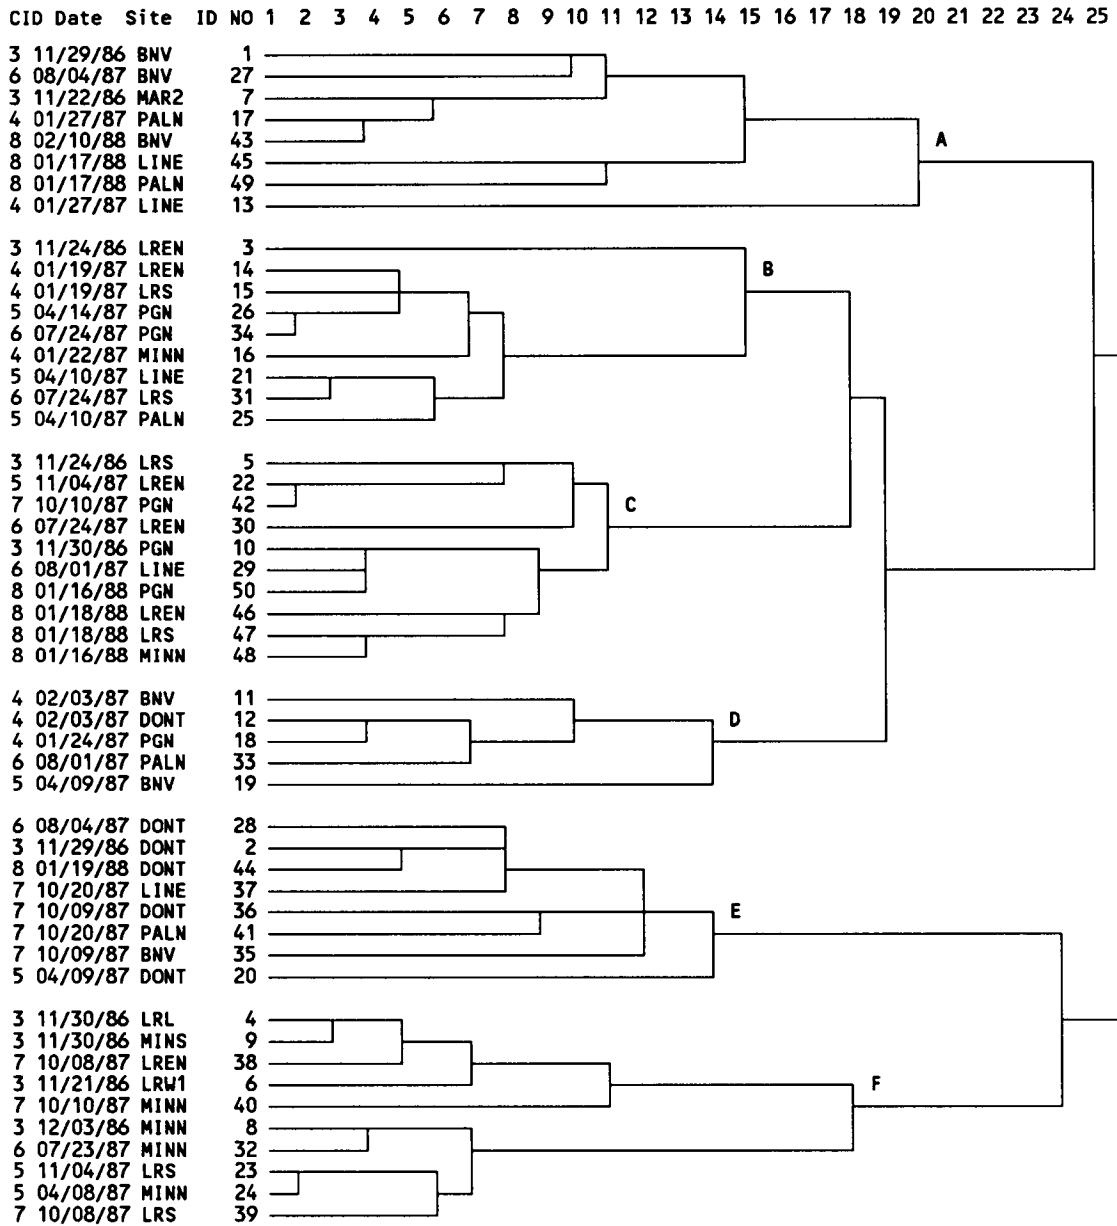 CID Date Site ID NO 1 2 3 4 5 6 7 8 9 10 11 12 13 14 15 16 17 18 20 21 22 23 24 25
3 11/29/86 BNV 1
6 08/04/87 BNV 27
3 11/22/86 MAR2 7
4 01/27/87 PALN 17
8 02/10/88 BNV 43
A
8 01/17/88 LINE 45
8 01/17/88 PALN 49
4 01/27/87 LINE 13
3 11/24/86 LREN 3
4 01/19/87 LREN 14
B
4 01/19/87 LRS 15
5 04/14/87 PGN 26
6 07/24/87 PGN 34
4 01/22/87 MINN 16
5 04/10/87 LINE 21
6 07/24/87 LRS 31
5 04/10/87 PALN 25
3 11/24/86 LRS 5
5 11/04/87 LREN 22
7 10/10/87 PGN 42
C
6 07/24/87 LREN 30
3 11/30/86 PGN 10
6 08/01/87 LINE 29
8 01/16/88 PGN 50
8 01/18/88 LREN 46
8 01/18/88 LRS 47
8 01/16/88 MINN 48
4 02/03/87 BNV 11
4 02/03/87 DONT 12
D
4 01/24/87 PGN 18
6 08/01/87 PALN 33
5 04/09/87 BNV 19
6 08/04/87 DONT 28
3 11/29/86 DONT 2
8 01/19/88 DONT 44
7 10/20/87 LINE 37
7 10/09/87 DONT 36
E
7 10/20/87 PALN 41
7 10/09/87 BNV 35
5 04/09/87 DONT 20
3 11/30/86 LRL 4
3 11/30/86 MINS 9
7 10/08/87 LREN 38
3 11/21/86 LRW1 6
F
7 10/10/87 MINN 40
3 12/03/86 MINN 8
6 07/23/87 MINN 32
5 11/04/87 LRS 23
5 04/08/87 MINN 24
7 10/08/87 LRS 39